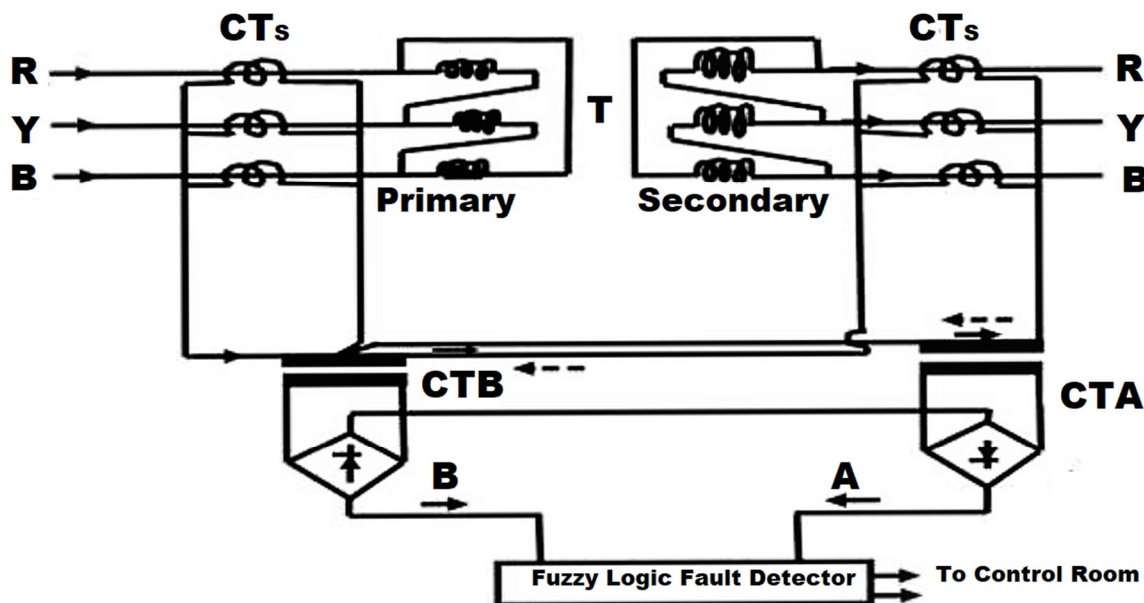 CTs CTs
R R
Y T Y
B B
Primary Secondary
CTB CTA
B A
Fuzzy Logic Fault Detector To Control Room